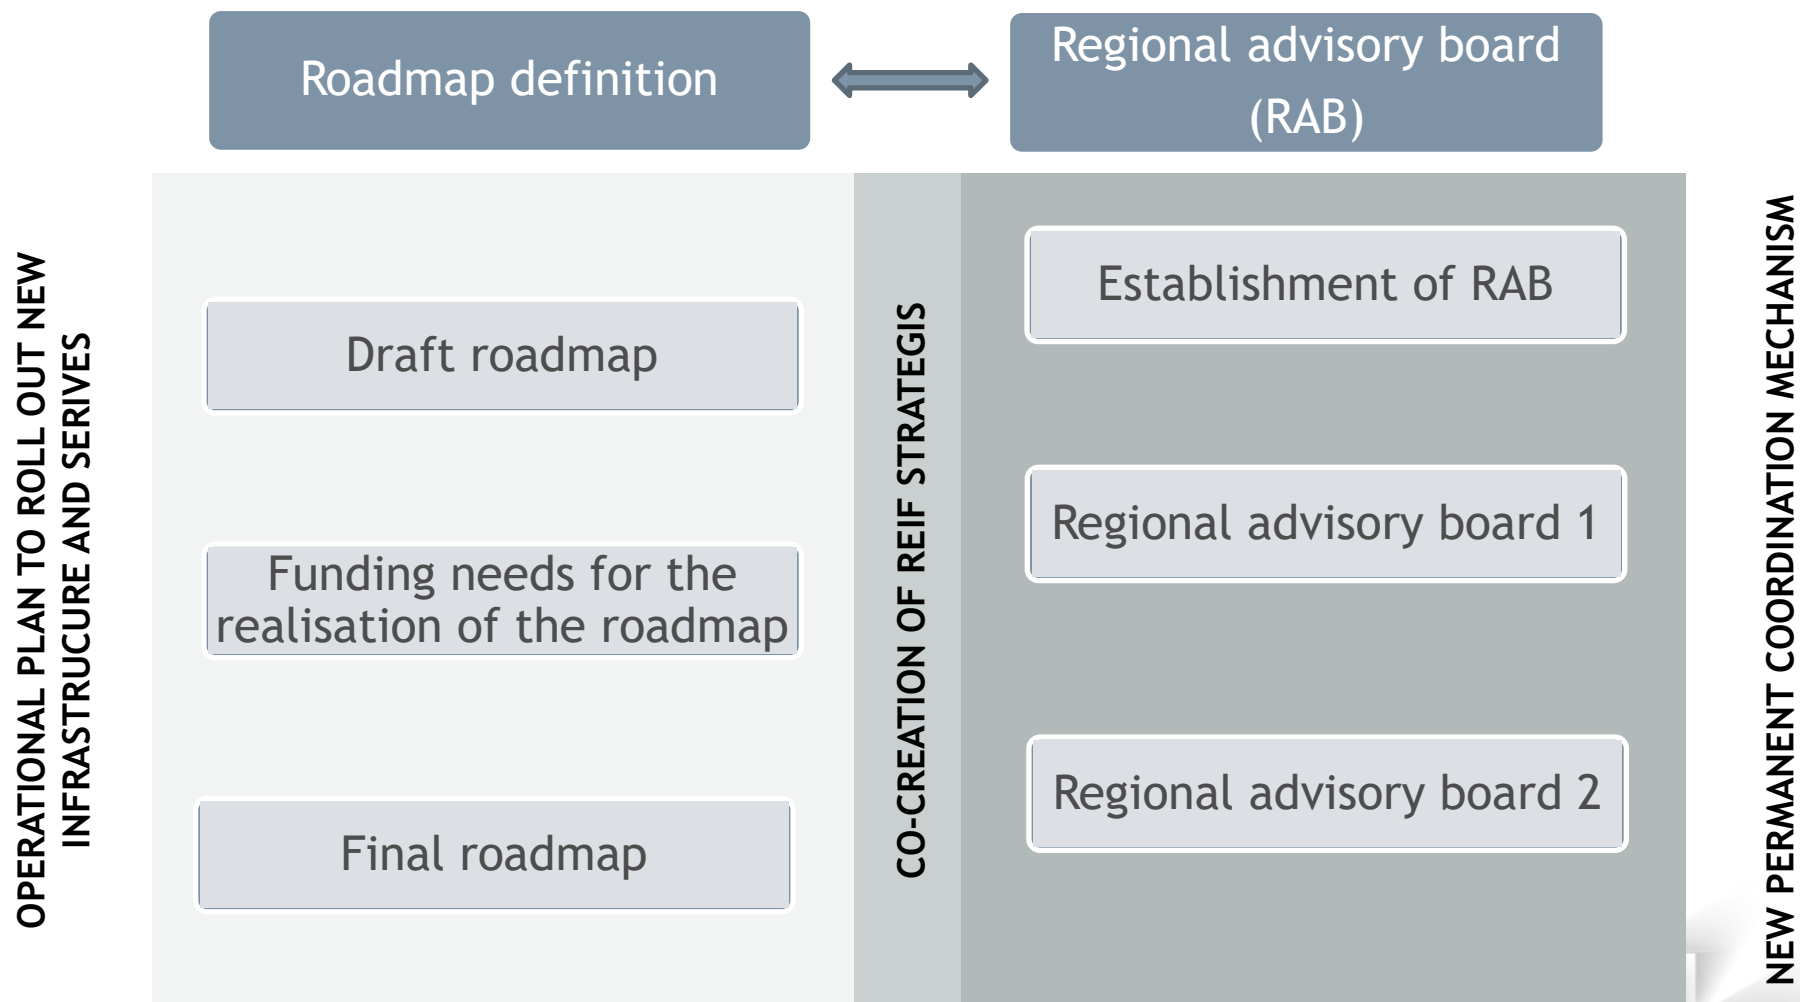 Roadmap definition
Regional advisory board
(RAB)
OPERATIONAL PLAN TO ROLL OUT NEW
INFRASTRUCURE AND SERIVES
Draft roadmap
Funding needs for the
realisation of the roadmap
Final roadmap
CO-CREATION OF REIF STRATEGIS
Establishment of RAB
Regional advisory board 1
Regional advisory board 2
NEW PERMANENT COORDINATION MECHANISM